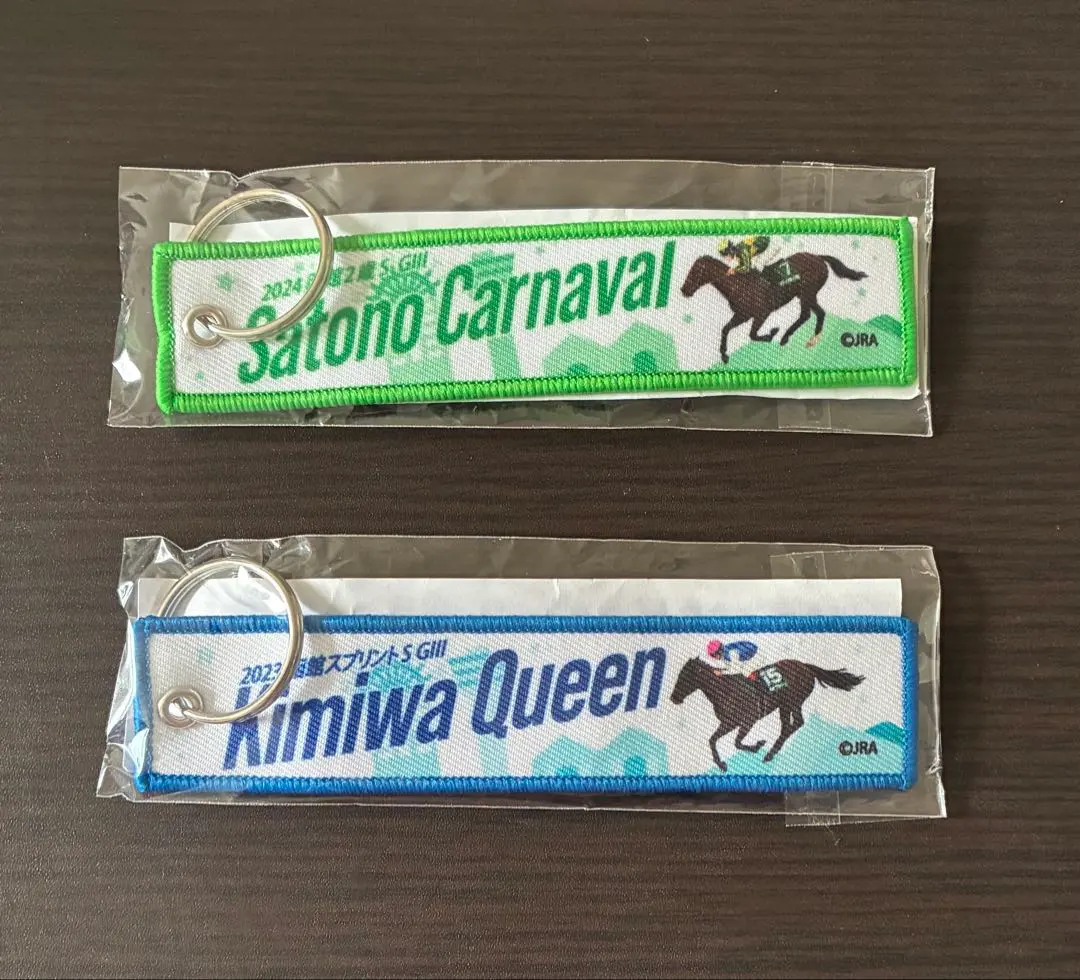 2024 2歳S GIII
Satono Carnaval
7
©JRA
2023 函館スプリントS GIII
Kimiwa Queen
15
©JRA